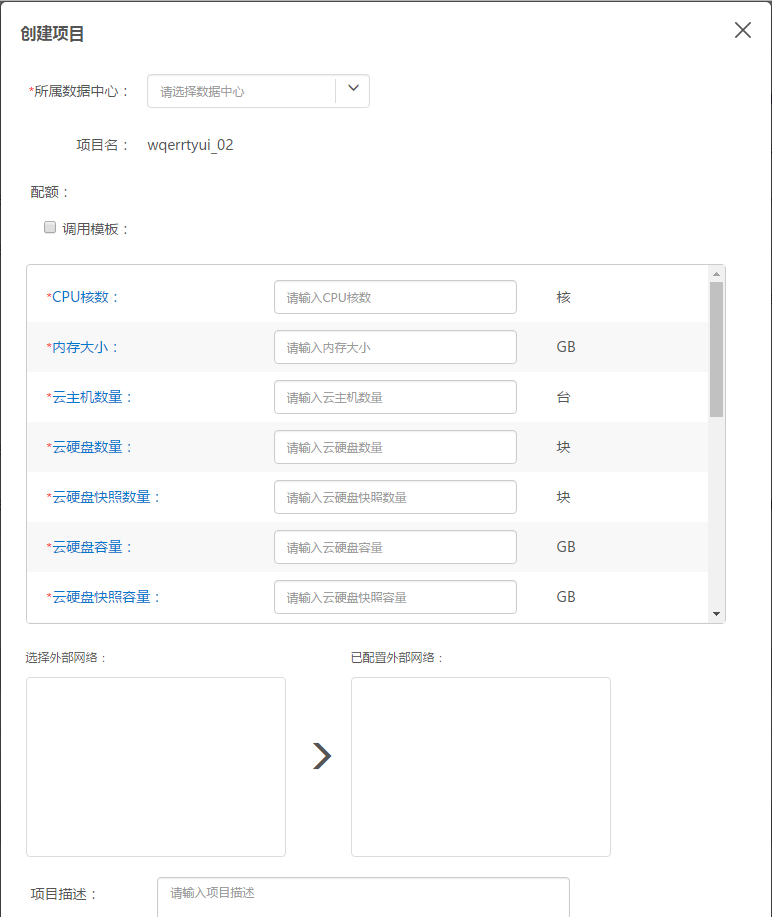 创建项目
*所属数据中心： 请选择数据中心
项目名： wqerrtyui_02
配额：
调用模板：
*CPU核数： 请输入CPU核数 核
*内存大小： 请输入内存大小 GB
*云主机数量： 请输入云主机数量 台
*云硬盘数量： 请输入云硬盘数量 块
*云硬盘快照数量： 请输入云硬盘快照数量 块
*云硬盘容量： 请输入云硬盘容量 GB
*云硬盘快照容量： 请输入云硬盘快照容量 GB
选择外部网络： 已配置外部网络：
项目描述： 请输入项目描述